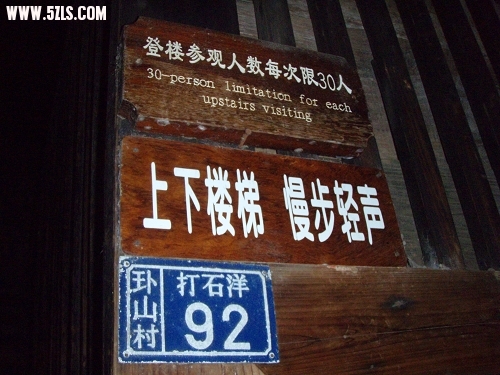 WWW.5ZLS.COM
登楼参观人数每次限30人
30-person limitation for each
upstairs visiting
上下楼梯 慢步轻声
卦山村
打石洋
92